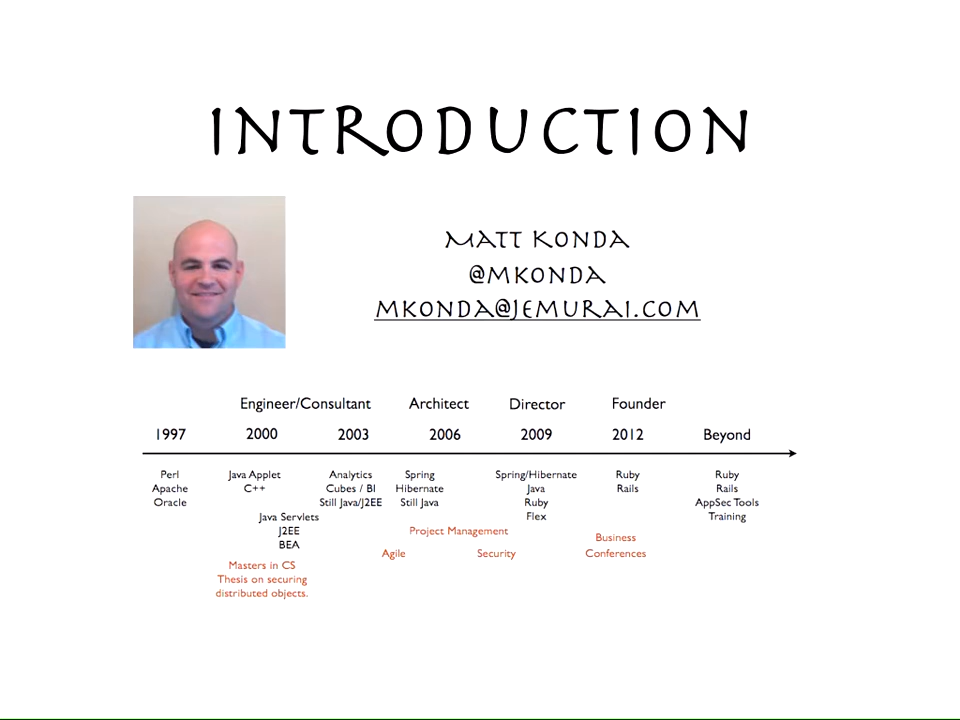 INTRODUCTION
Matt Konda
@mkonda
mkonda@jemurai.com
Engineer/Consultant Architect Director Founder
1997 2000 2003 2006 2009 2012 Beyond
Perl Java Applet Analytics Spring Spring/Hibernate Ruby Ruby
Apache C++ Cubes / BI Hibernate Java Rails Rails
Oracle Still Java/J2EE Still Java Ruby AppSec Tools
Java Servlets Flex Training
J2EE Project Management Business
BEA Agile Security Conferences
Masters in CS
Thesis on securing
distributed objects.